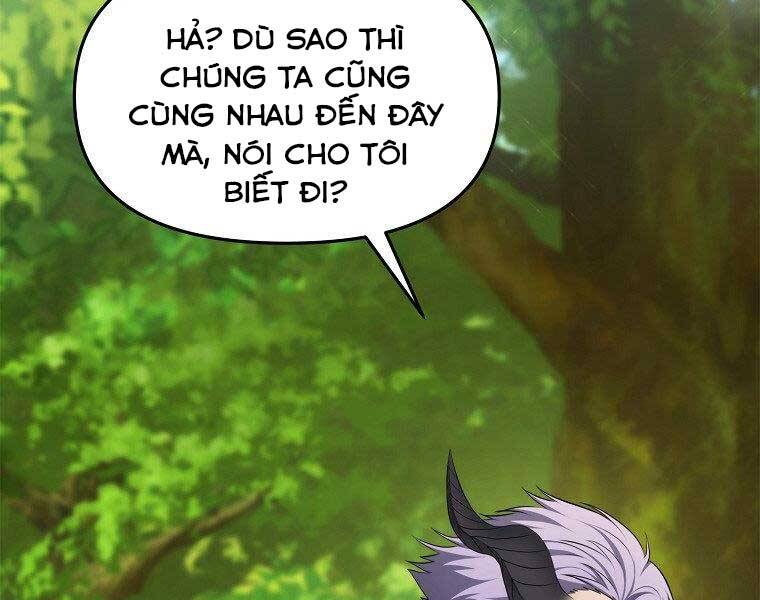 HẢ? DÙ SAO THÌ
CHÚNG TA CŨNG
CÙNG NHAU ĐẾN ĐÂY
MÀ, NÓI CHO TÔI
BIẾT ĐI?